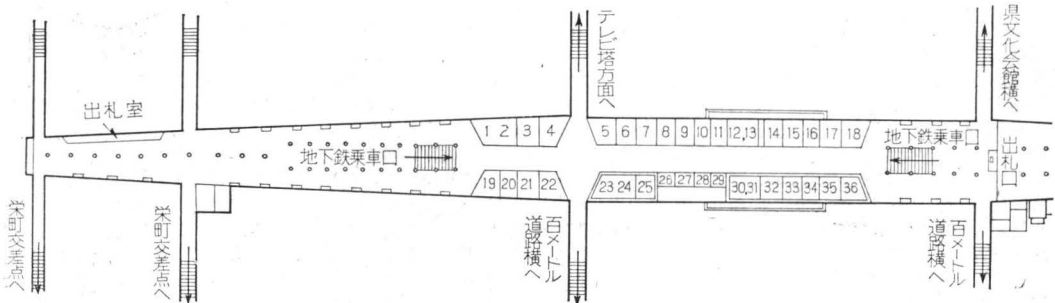 出札室
地下鉄乗車口
栄町交差点へ
栄町交差点へ
テレビ塔方面へ
百メートル
道路横へ
1 2 3 4
19 20 21 22
5 6 7 8 9 10 11 12,13 14 15 16 17 18
23 24 25 26 27 28 29 30,31 32 33 34 35 36
地下鉄乗車口
出札口
県文化会館横へ
百メートル
道路横へ